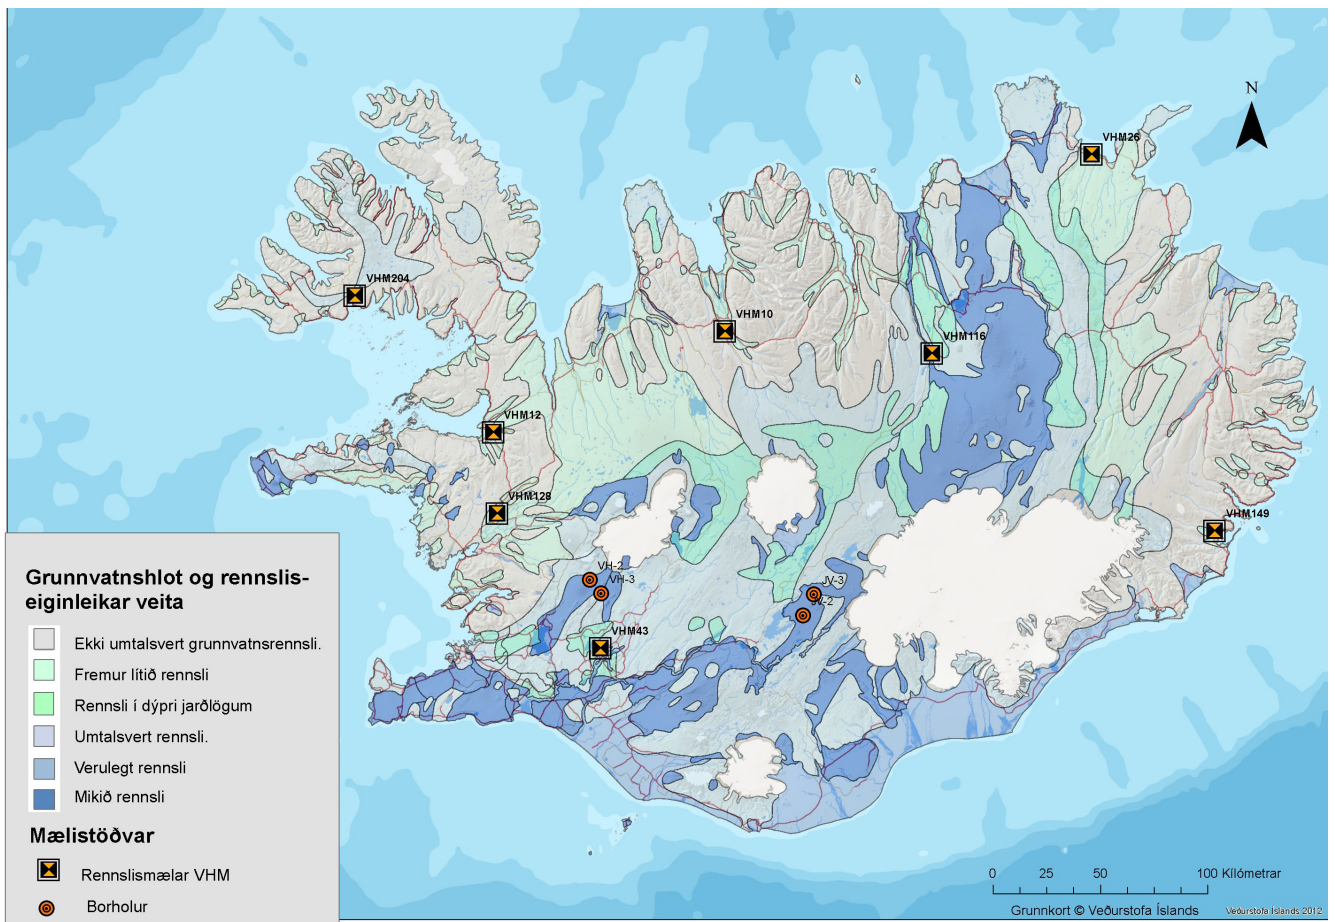 N
VHM26
VHM204
VHM10
VHM116
VHM12
VHM128
VHM149
VH-2
VH-3
JV-3
JV-2
VHM43
Grunnvatnshlot og rennslis-
eiginleikar veita
Ekki umtalsvert grunnvatnsrennsli.
Fremur lítið rennsli
Rennsli í dýpri jarðlögum
Umtalsvert rennsli.
Verulegt rennsli
Mikið rennsli
Mælistöðvar
Rennslismælar VHM
Borholur
0 25 50 100 Kílómetrar
Grunnkort © Veðurstofa Íslands
Veðurstofa Íslands 2012